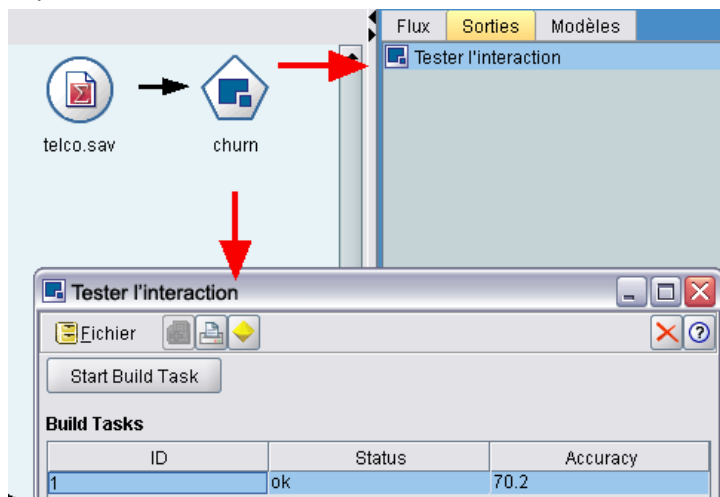 Flux Sorties Modèles
Tester l'interaction
telco.sav churn
Tester l'interaction
Fichier
Start Build Task
Build Tasks
ID Status Accuracy
1 ok 70.2